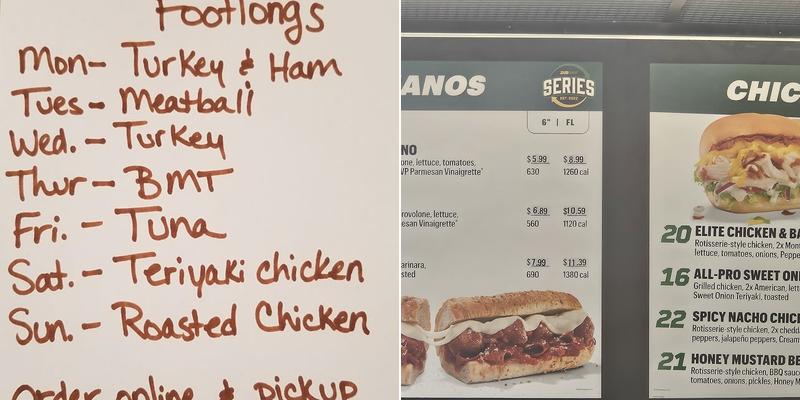 Footlongs
Mon- Turkey & Ham
Tues- Meatball
Wed. - Turkey
Thur - BMT
Fri. - Tuna
Sat. - Teriyaki chicken
Sun. - Roasted Chicken
Order online & PICKUP
ANOS
SERIES
6" | FL
NO
one, lettuce, tomatoes,
VP Parmesan Vinaigrette
$5.99 $8.99
630 1260 cal
rovolone, lettuce,
esan Vinaigrette
$6.89 $10.59
560 1120 cal
arinara,
sted
$7.99 $11.39
690 1380 cal
CHIC
20 ELITE CHICKEN & BA
Rotisserie-style chicken, 2x Mon
lettuce, tomatoes, onions, Peppe
16 ALL-PRO SWEET ONI
Grilled chicken, 2x American, lett
Sweet Onion Teriyaki, toasted
22 SPICY NACHO CHIC
Rotisserie-style chicken, 2x chedd
peppers, jalapeño peppers, Cream
21 HONEY MUSTARD BB
Rotisserie-style chicken, BBQ sauc
tomatoes, onions, pickles, Honey M